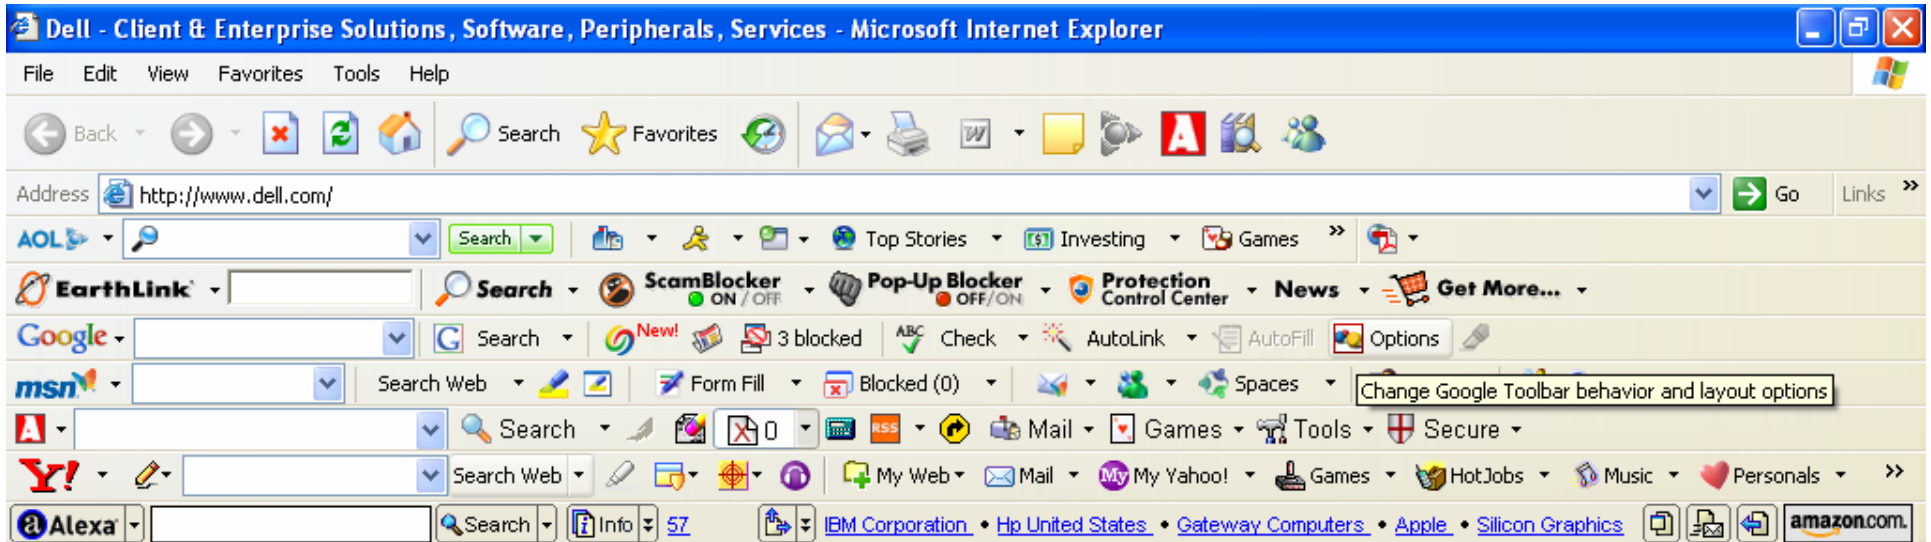 Dell - Client & Enterprise Solutions, Software, Peripherals, Services - Microsoft Internet Explorer
File Edit View Favorites Tools Help
Back Search Favorites W A
Address http://www.dell.com/ Go Links »
AOL Search Top Stories Investing Games »
EarthLink Search ScamBlocker ON / OFF Pop-Up Blocker OFF/ON Protection Control Center News Get More...
Google G Search New! 3 blocked ABC Check AutoLink AutoFill Options
msn Search Web Form Fill Blocked (0) Spaces Change Google Toolbar behavior and layout options
A Search 0 RSS Mail Games Tools Secure
Y! Search Web My Web Mail My My Yahoo! Games HotJobs Music Personals »
a Alexa Search i Info 57 IBM Corporation • Hp United States • Gateway Computers • Apple • Silicon Graphics amazon.com.